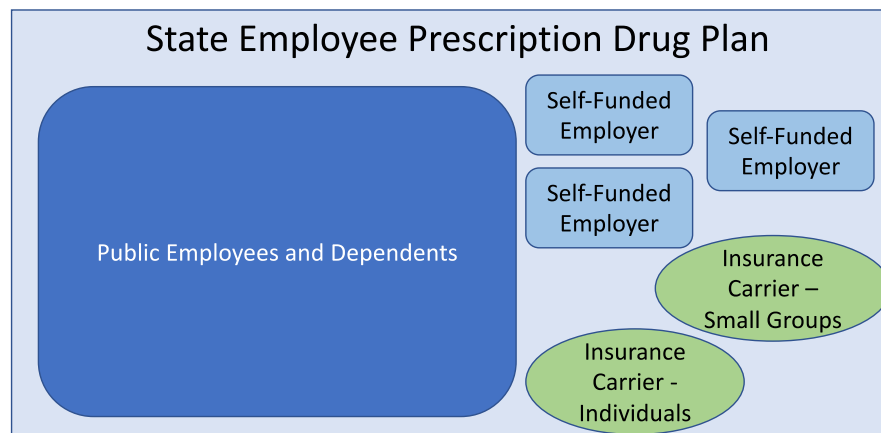 State Employee Prescription Drug Plan
Public Employees and Dependents
Self-Funded
Employer
Self-Funded
Employer
Self-Funded
Employer
Insurance
Carrier –
Small Groups
Insurance
Carrier -
Individuals